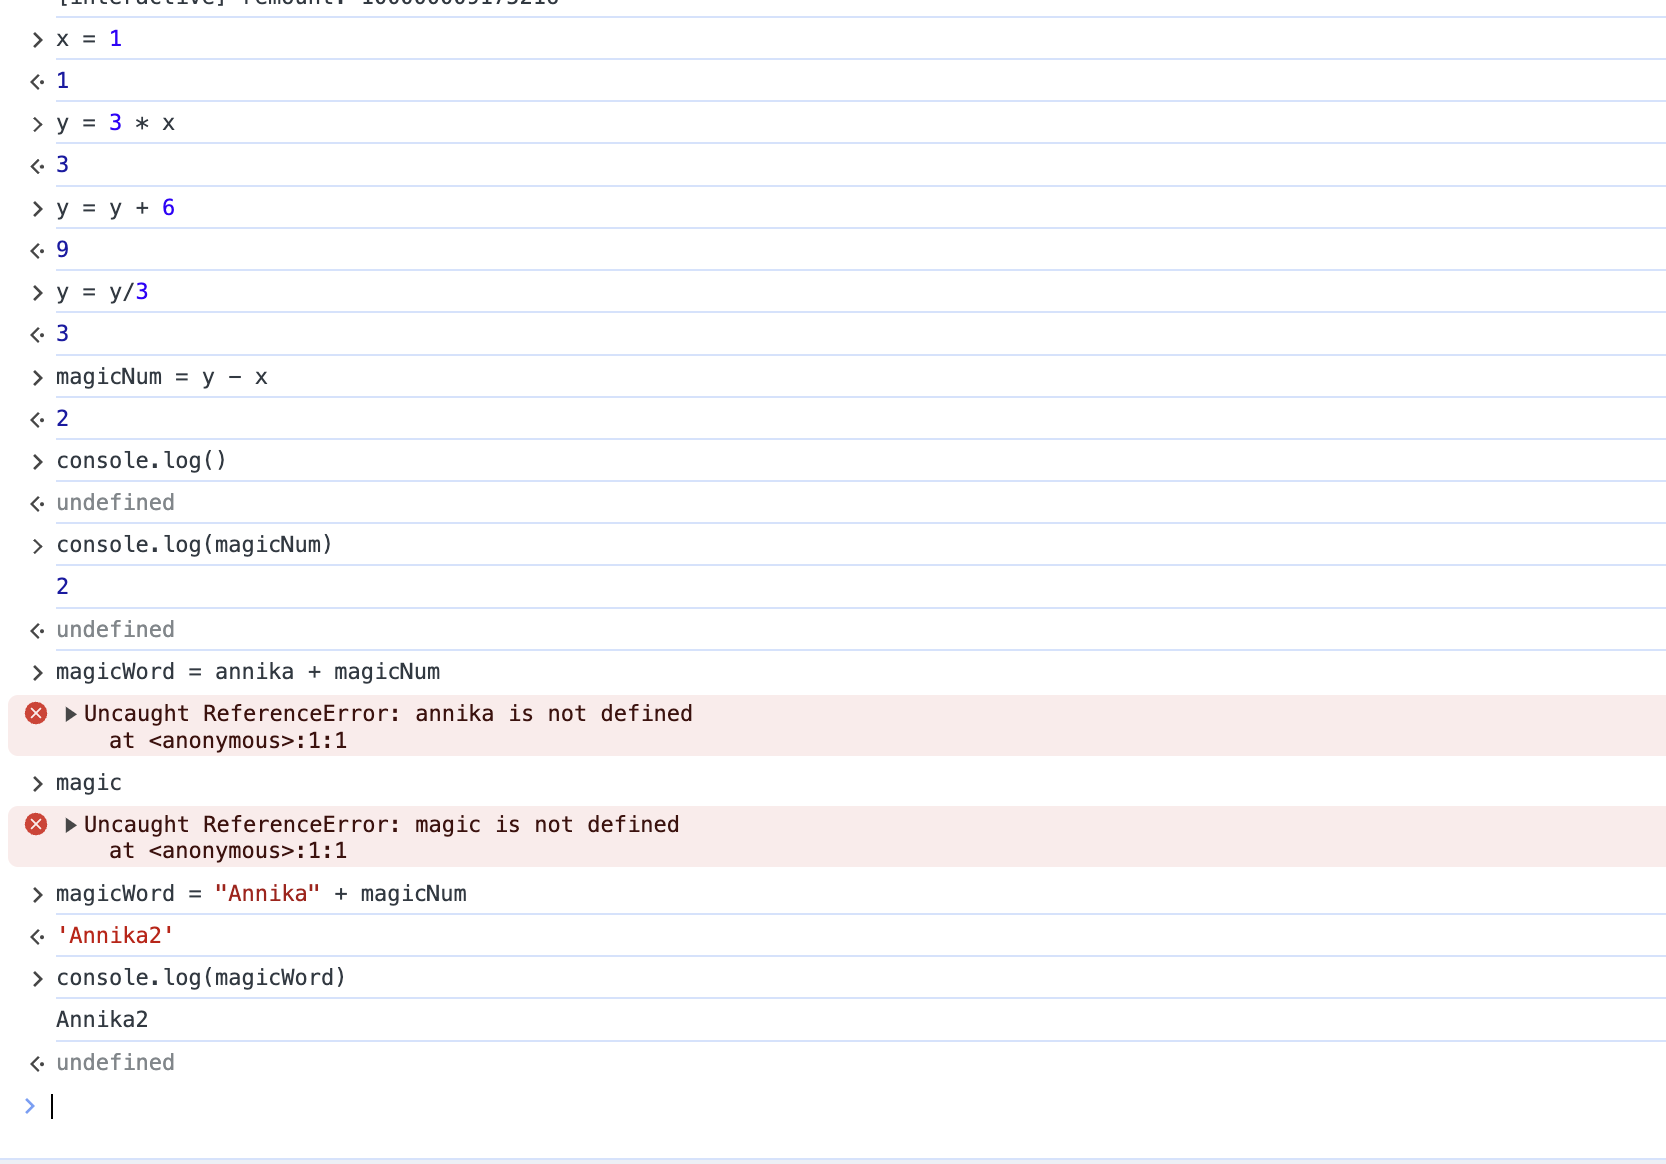 x = 1
1
y = 3 * x
3
y = y + 6
9
y = y/3
3
magicNum = y - x
2
console.log()
undefined
console.log(magicNum)
2
undefined
magicWord = annika + magicNum
Uncaught ReferenceError: annika is not defined
at <anonymous>:1:1
magic
Uncaught ReferenceError: magic is not defined
at <anonymous>:1:1
magicWord = "Annika" + magicNum
'Annika2'
console.log(magicWord)
Annika2
undefined